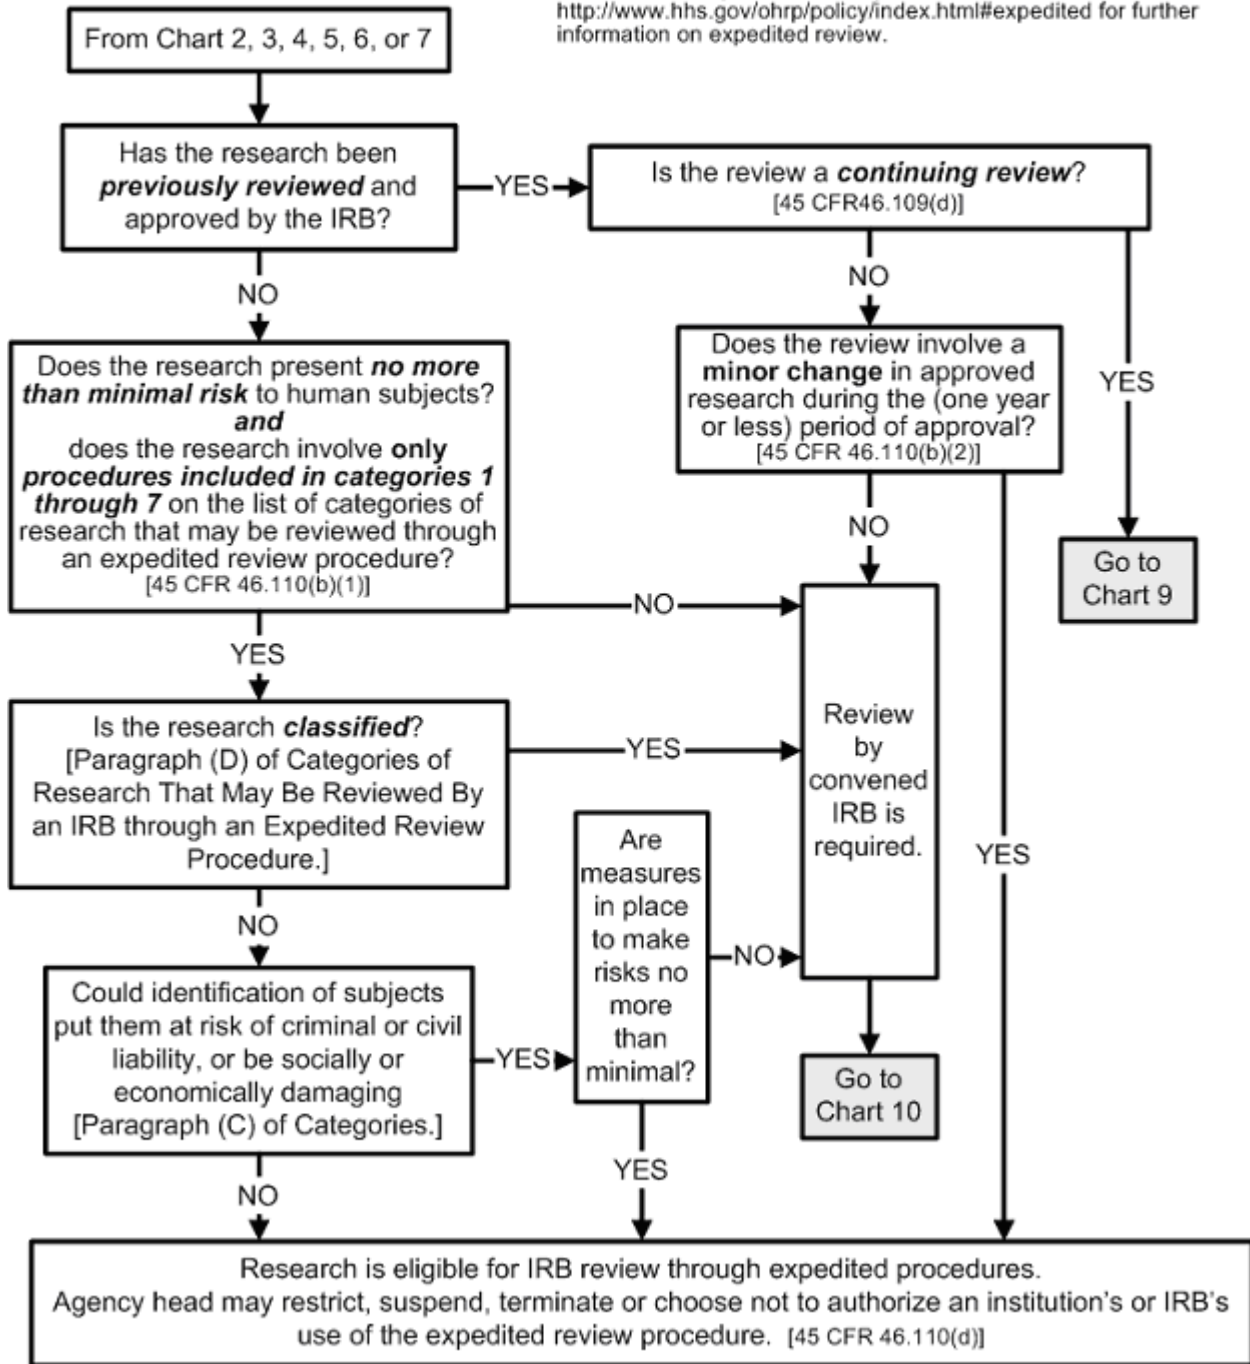 http://www.hhs.gov/ohrp/policy/index.html#expedited for further
information on expedited review.
From Chart 2, 3, 4, 5, 6, or 7
Has the research been
previously reviewed and
approved by the IRB?
YES
Is the review a continuing review?
[45 CFR46.109(d)]
NO
NO
YES
Does the research present no more
than minimal risk to human subjects?
and
does the research involve only
procedures included in categories 1
through 7 on the list of categories of
research that may be reviewed through
an expedited review procedure?
[45 CFR 46.110(b)(1)]
Does the review involve a
minor change in approved
research during the (one year
or less) period of approval?
[45 CFR 46.110(b)(2)]
NO
Go to
Chart 9
NO
YES
Is the research classified?
[Paragraph (D) of Categories of
Research That May Be Reviewed By
an IRB through an Expedited Review
Procedure.]
YES
Review
by
convened
IRB is
required.
YES
NO
Are
measures
in place
to make
risks no
more
than
minimal?
NO
Could identification of subjects
put them at risk of criminal or civil
liability, or be socially or
economically damaging
[Paragraph (C) of Categories.]
YES
Go to
Chart 10
YES
NO
Research is eligible for IRB review through expedited procedures.
Agency head may restrict, suspend, terminate or choose not to authorize an institution's or IRB's
use of the expedited review procedure. [45 CFR 46.110(d)]